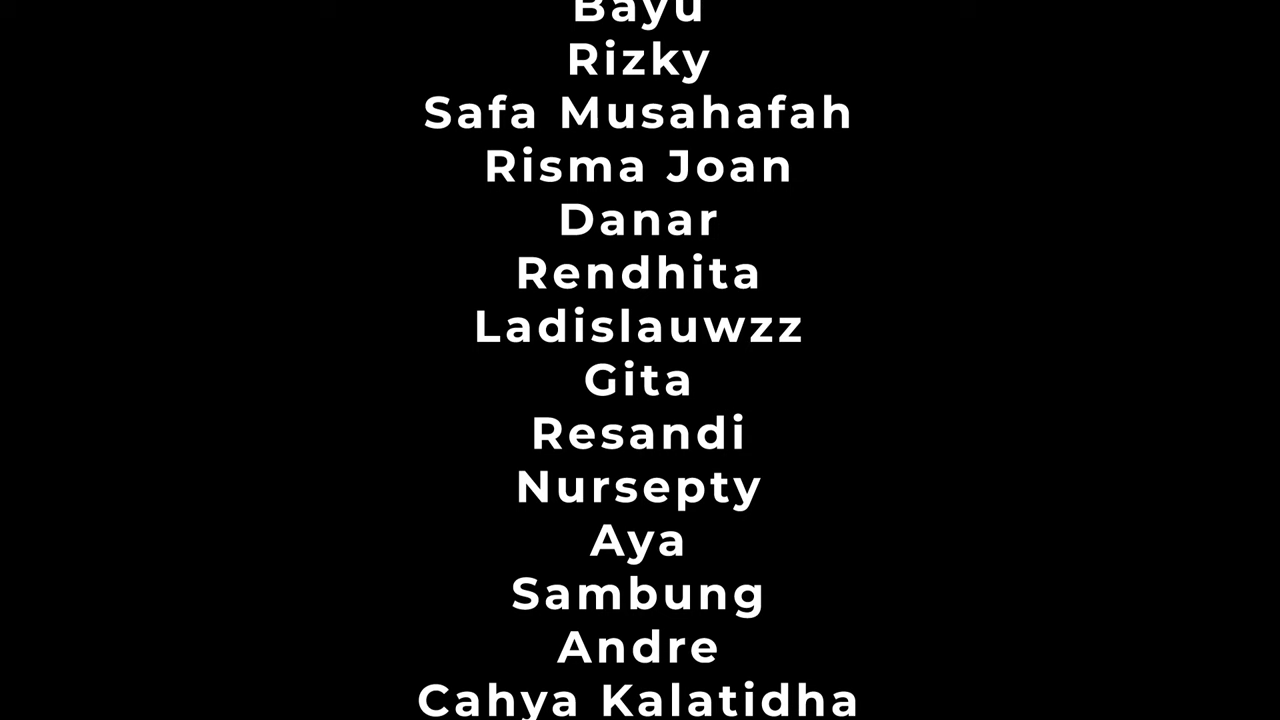 Bayu
Rizky
Safa Musahafah
Risma Joan
Danar
Rendhita
Ladislauwzz
Gita
Resandi
Nursepty
Aya
Sambung
Andre
Cahya Kalatidha